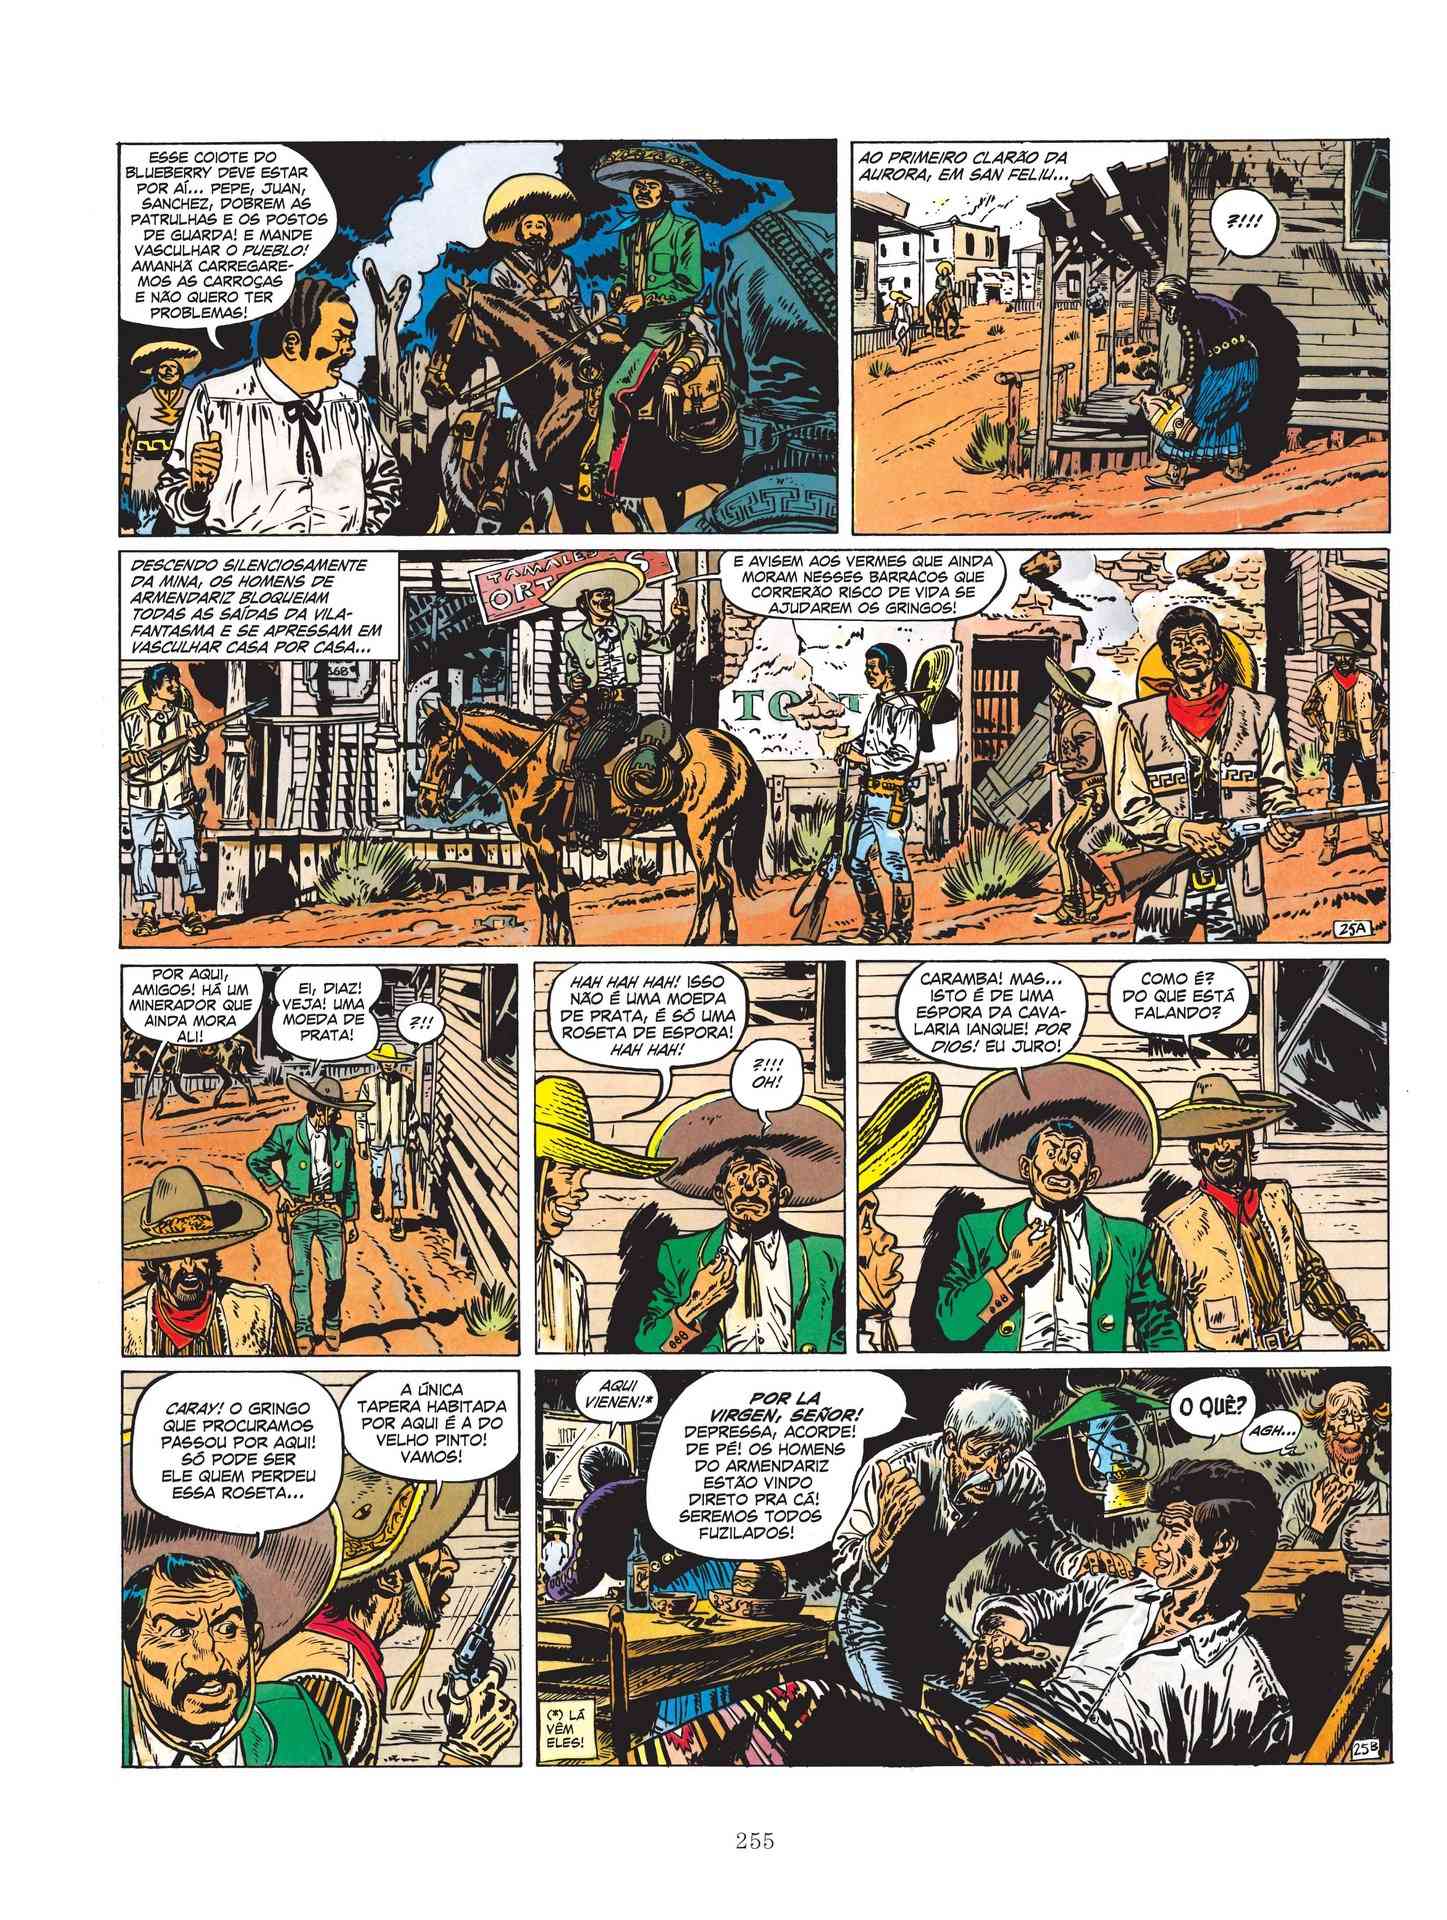 ESSE COIOTE DO
BLUEBERRY DEVE ESTAR
POR AÍ... PEPE, JUAN,
SANCHEZ, DOBREM AS
PATRULHAS E OS POSTOS
DE GUARDA! E MANDE
VASCULHAR O PUEBLO!
AMANHÃ CARREGARE-
MOS AS CARROÇAS
E NÃO QUERO TER
PROBLEMAS!
AO PRIMEIRO CLARÃO DA
AURORA, EM SAN FELIU...
?!!!
DESCENDO SILENCIOSAMENTE
DA MINA, OS HOMENS DE
ARMENDARIZ BLOQUEIAM
TODAS AS SAÍDAS DA VILA-
FANTASMA E SE APRESSAM EM
VASCULHAR CASA POR CASA...
TAMALES
E AVISEM AOS VERMES QUE AINDA
MORAM NESSES BARRACOS QUE
CORRERÃO RISCO DE VIDA SE
AJUDAREM OS GRINGOS!
25A
POR AQUI,
AMIGOS! HÁ UM
MINERADOR QUE
AINDA MORA
ALI!
EI, DIAZ!
VEJA! UMA
MOEDA DE
PRATA!
?!!
HAH HAH HAH! ISSO
NÃO É UMA MOEDA
DE PRATA, É SÓ UMA
ROSETA DE ESPORA!
HAH HAH!
?!!!
OH!
CARAMBA! MAS...
ISTO É DE UMA
ESPORA DA CAVA-
LARIA IANQUE! POR
DIOS! EU JURO!
COMO É?
DO QUE ESTÁ
FALANDO?
CARAY! O GRINGO
QUE PROCURAMOS
PASSOU POR AQUI!
SÓ PODE SER
ELE QUEM PERDEU
ESSA ROSETA...
A ÚNICA
TAPERA HABITADA
POR AQUI É A DO
VELHO PINTO!
VAMOS!
AQUI
VIENEN!*
POR LA
VIRGEN, SEÑOR!
DEPRESSA, ACORDE!
DE PÉ! OS HOMENS
DO ARMENDARIZ
ESTÃO VINDO
DIRETO PRA CÁ!
SEREMOS TODOS
FUZILADOS!
O QUÊ?
AGH...
(*) LÁ
VÊM
ELES!
25B
255